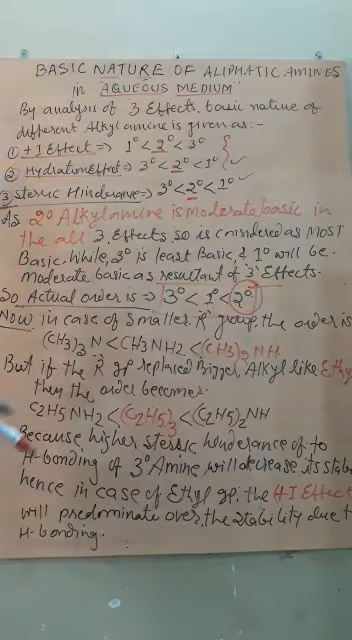 BASIC NATURE OF ALIPHATIC AMINES
in "AQUEOUS MEDIUM"
By analysis of 3 Effects, basic nature of
different Alkyl amine is given as:-
① +I Effect => 1° < 2° < 3°
② Hydration Effect => 3° < 2° < 1°
③ Steric Hinderance => 3° < 2° < 1°
As 2° Alkylamine is Moderate basic in
the all 3 Effects, so is considered as MOST
Basic. While, 3° is least Basic, & 1° will be
moderate basic as resultant of 3 Effects.
So Actual order is => 3° < 1° < 2°
Now in case of Smaller R group, the order is
(CH3)3 N < CH3NH2 < (CH3)2 NH
But if the R gp replaced Bigger Alkyl like Ethyl
then the order becomes.
C2H5NH2 < (C2H5)3 < (C2H5)2NH
Because higher steric hinderance of to
H-bonding of 3° Amine, will decrease its stab
hence in case of Ethyl gp, the +I Effect
will predominate over the stability due t
H-bonding.